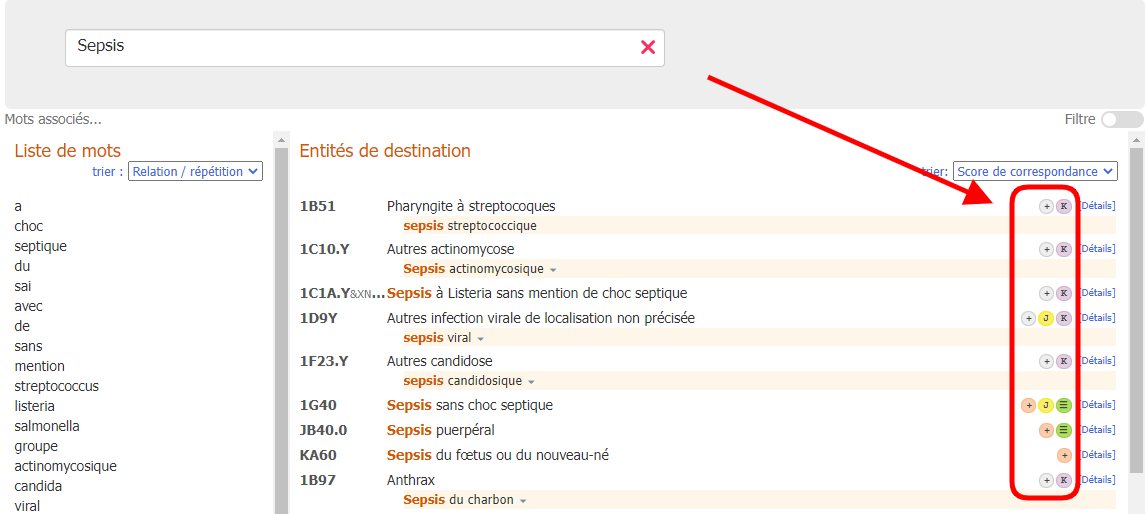 Sepsis
Mots associés...
Filtre
Liste de mots
trier : Relation / répétition
a
choc
septique
du
sai
avec
de
sans
mention
streptococcus
listeria
salmonella
groupe
actinomycosique
candida
viral
Entités de destination
trier: Score de correspondance
1B51 Pharyngite à streptocoques + K [Détails]
sepsis streptococcique
1C10.Y Autres actinomycose + K [Détails]
Sepsis actinomycosique
1C1A.Y&XN... Sepsis à Listeria sans mention de choc septique + K [Détails]
1D9Y Autres infection virale de localisation non précisée + J K [Détails]
sepsis viral
1F23.Y Autres candidose + K [Détails]
sepsis candidosique
1G40 Sepsis sans choc septique + J [Détails]
JB40.0 Sepsis puerpéral + [Détails]
KA60 Sepsis du fœtus ou du nouveau-né + [Détails]
1B97 Anthrax + K [Détails]
Sepsis du charbon